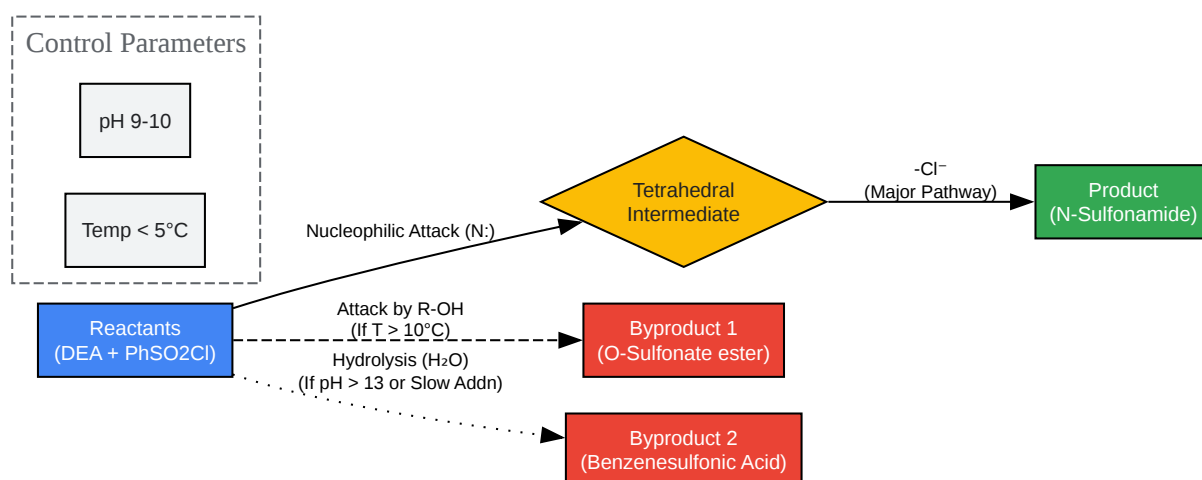 Control Parameters
pH 9-10
Temp < 5°C
Reactants
(DEA + PhSO2Cl)
Nucleophilic Attack (N:)
Tetrahedral
Intermediate
-Cl⁻
(Major Pathway)
Product
(N-Sulfonamide)
Attack by R-OH
(If T > 10°C)
Byproduct 1
(O-Sulfonate ester)
Hydrolysis (H₂O)
(If pH > 13 or Slow Addn)
Byproduct 2
(Benzenesulfonic Acid)